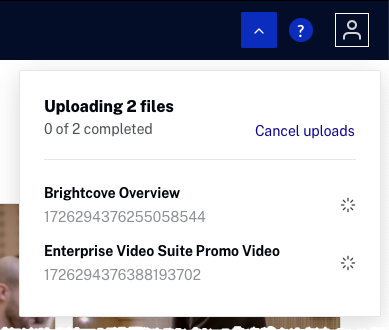 ?
Uploading 2 files
0 of 2 completed
Cancel uploads
Brightcove Overview
1726294376255058544
Enterprise Video Suite Promo Video
1726294376388193702